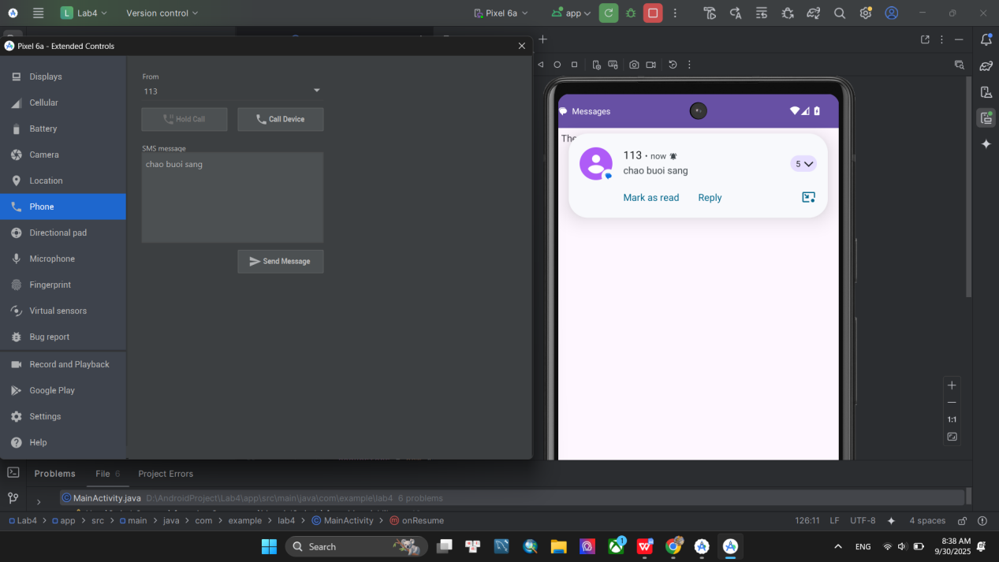 L Lab4 Version control Pixel 6a app
Pixel 6a - Extended Controls
Displays
Cellular
Battery
Camera
Location
Phone
Directional pad
Microphone
Fingerprint
Virtual sensors
Bug report
Record and Playback
Google Play
Settings
Help
From
113
Hold Call Call Device
SMS message
chao buoi sang
Send Message
Messages
The
113 • now
chao buoi sang
5
Mark as read Reply
1:1
Problems File 6 Project Errors
MainActivity.java D:\AndroidProject\Lab4\app\src\main\java\com\example\lab4 6 problems
Lab4 > app > src > main > java > com > example > lab4 > MainActivity > onResume 126:11 LF UTF-8 4 spaces
Search
1
ENG
8:38 AM
9/30/2025